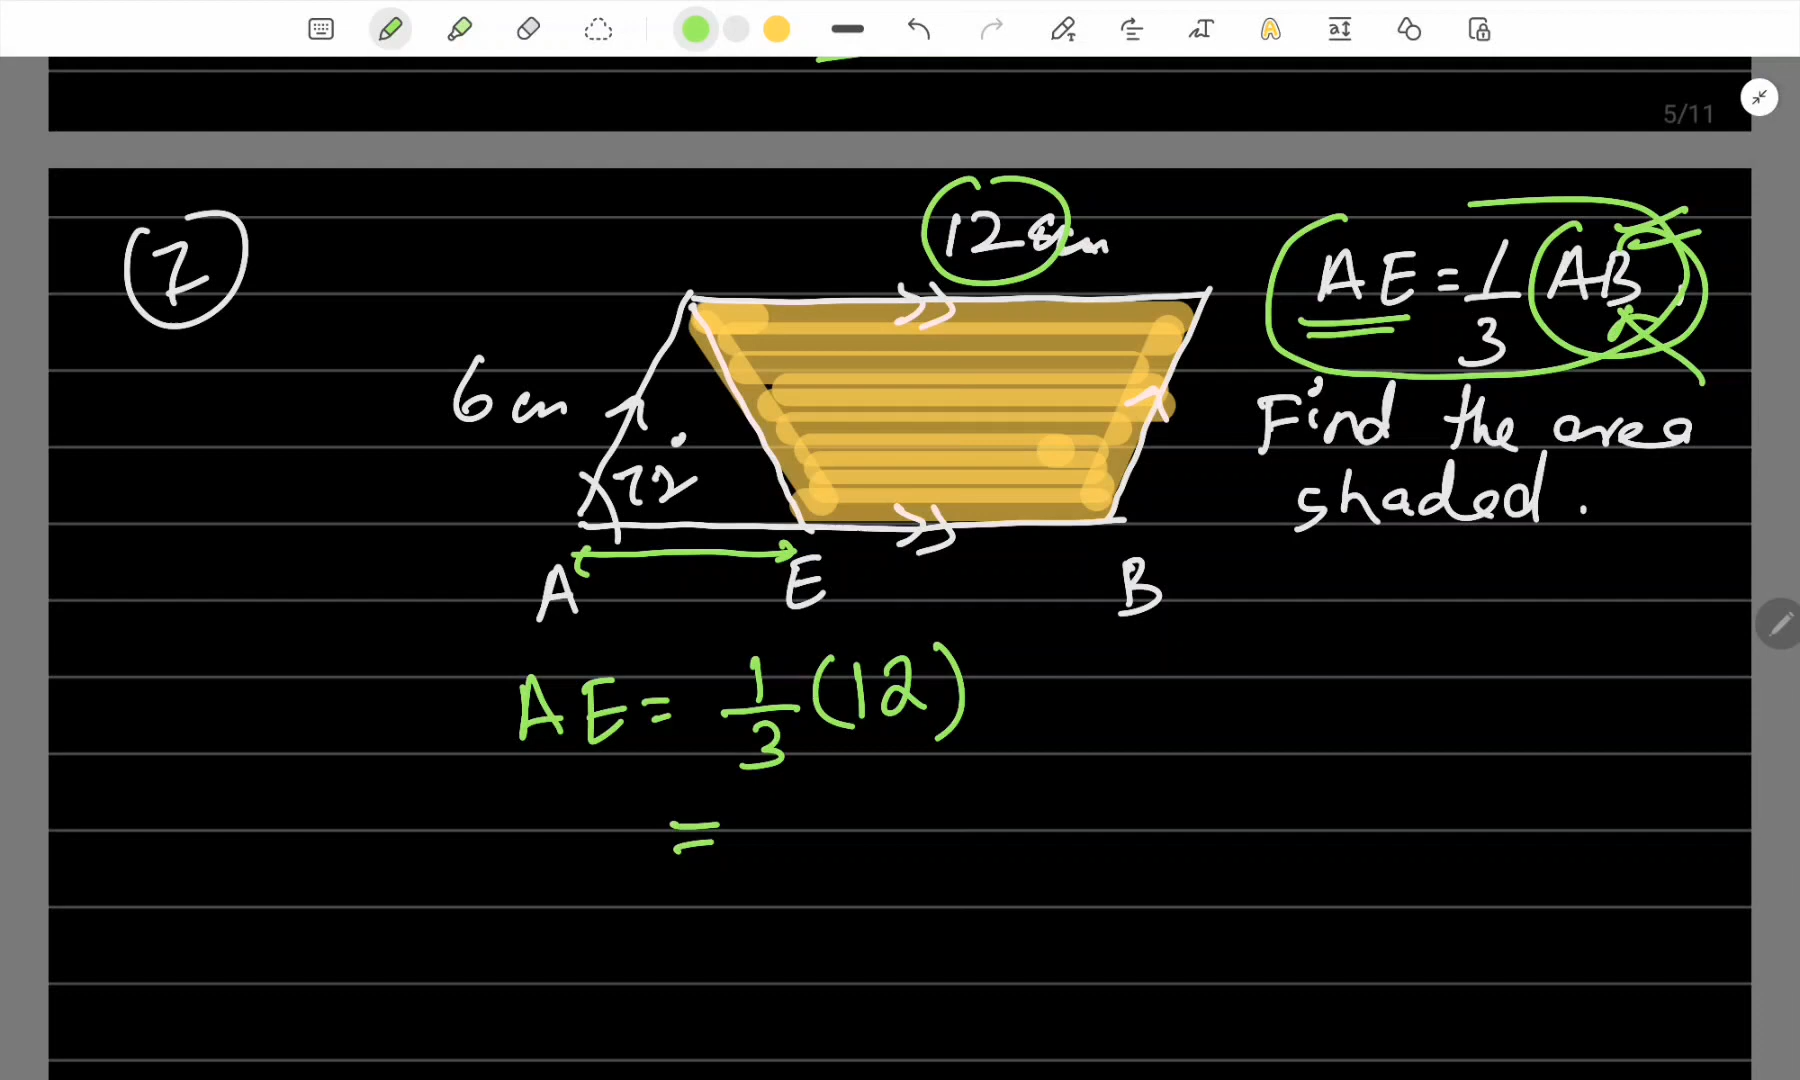 5/11
7
12 cm
AE = 1/3 AB,
6 cm
72°
Find the area
shaded.
A E B
AE = 1/3 (12)
=